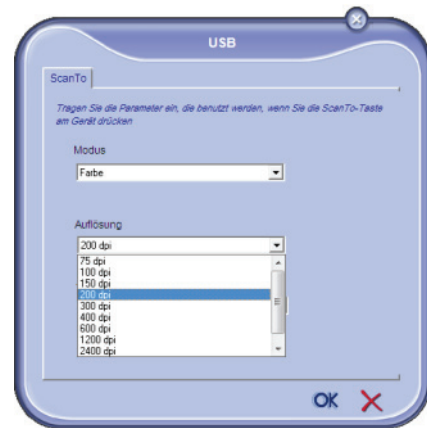 USB
ScanTo
Tragen Sie die Parameter ein, die benutzt werden, wenn Sie die ScanTo-Taste
am Gerät drücken
Modus
Farbe
Auflösung
200 dpi
75 dpi
100 dpi
150 dpi
200 dpi
300 dpi
400 dpi
600 dpi
1200 dpi
2400 dpi
OK